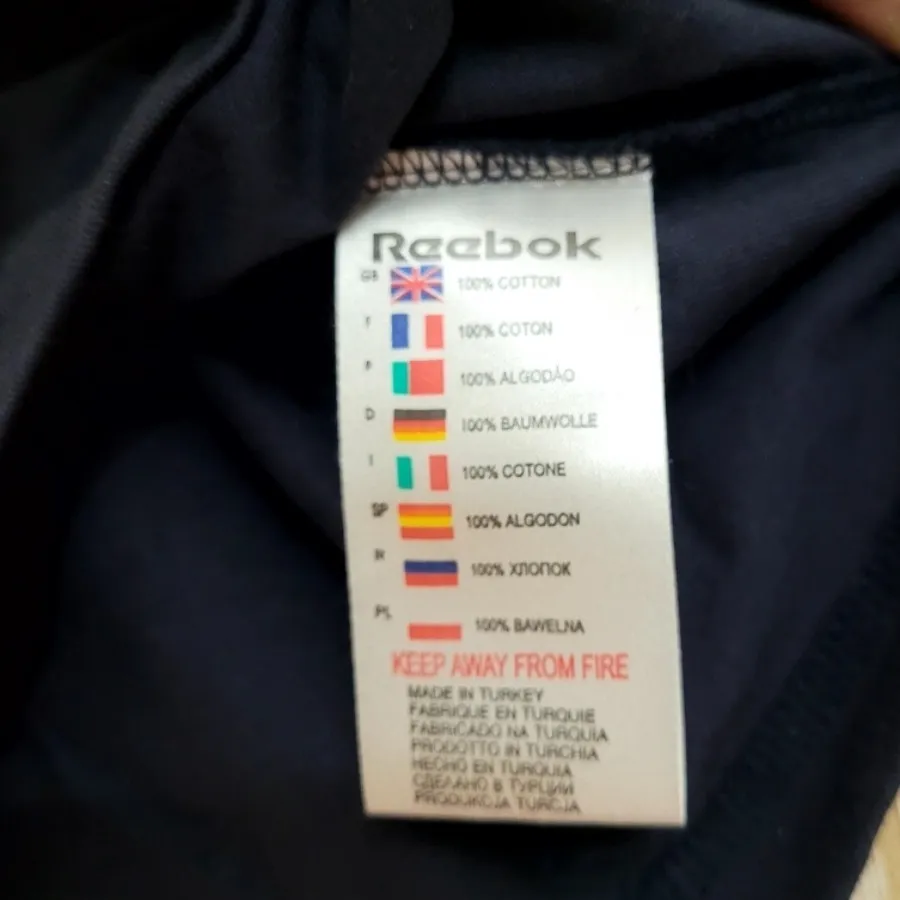 Reebok
GB 100% COTTON
F 100% COTON
P 100% ALGODÃO
D 100% BAUMWOLLE
I 100% COTONE
SP 100% ALGODON
R 100% ХЛОПОК
PL 100% BAWELNA
KEEP AWAY FROM FIRE
MADE IN TURKEY
FABRIQUE EN TURQUIE
FABRICADO NA TURQUIA
PRODOTTO IN TURCHIA
HECHO EN TURQUIA
СДЕЛАНО В ТУРЦИИ
PRODUKCJA TURCJA